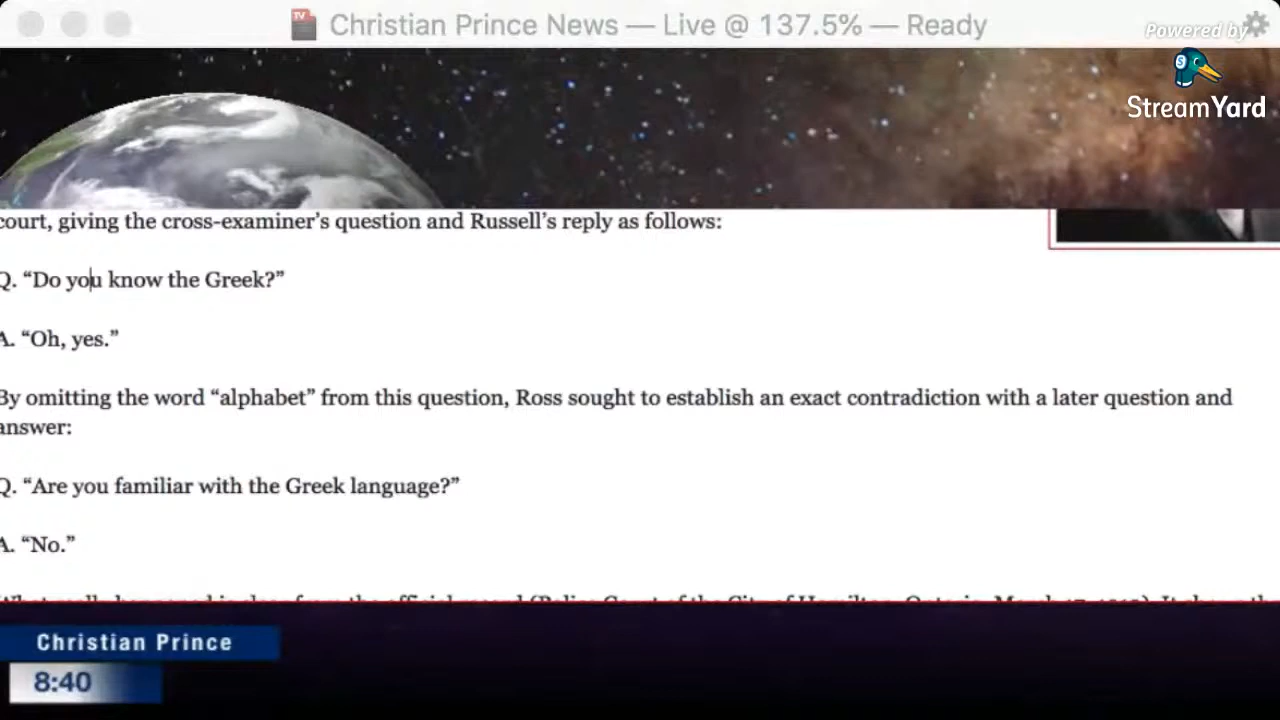 Christian Prince News — Live @ 137.5% — Ready
Powered by
StreamYard
court, giving the cross-examiner’s question and Russell’s reply as follows:
Q. “Do you know the Greek?”
A. “Oh, yes.”
By omitting the word “alphabet” from this question, Ross sought to establish an exact contradiction with a later question and
answer:
Q. “Are you familiar with the Greek language?”
A. “No.”
Christian Prince
8:40